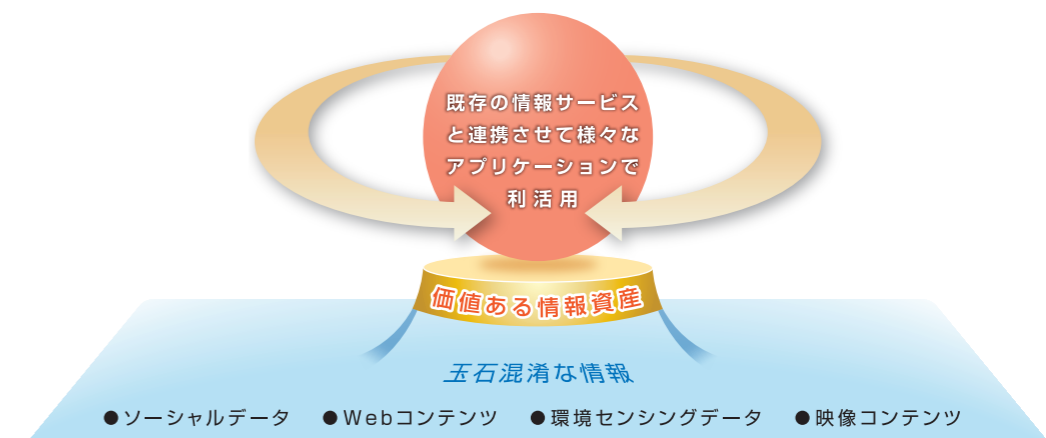 既存の情報サービス
と連携させて様々な
アプリケーションで
利活用
価値ある情報資産
玉石混淆な情報
●ソーシャルデータ ●Webコンテンツ ●環境センシングデータ ●映像コンテンツ